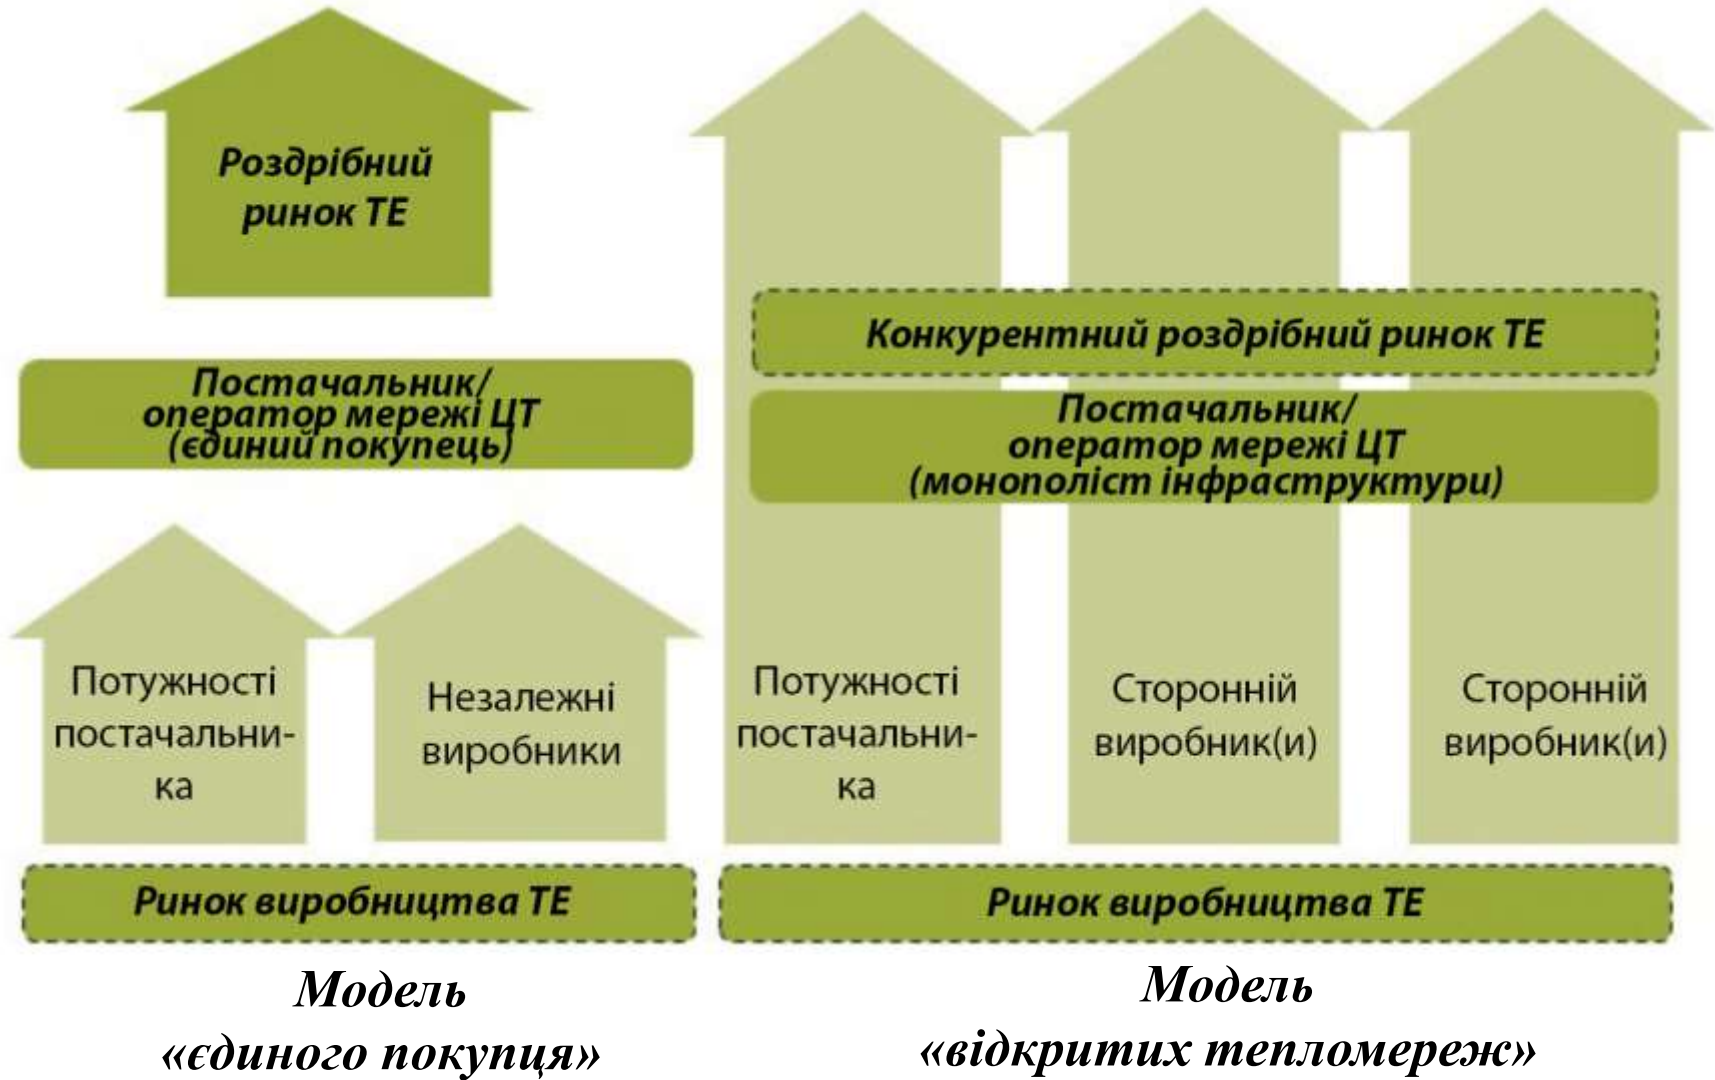 Роздрібний
ринок ТЕ
Постачальник/
оператор мережі ЦТ
(єдиний покупець)
Потужності
постачальни-
ка
Незалежні
виробники
Ринок виробництва ТЕ
Модель
«єдиного покупця»
Конкурентний роздрібний ринок ТЕ
Постачальник/
оператор мережі ЦТ
(монополіст інфраструктури)
Потужності
постачальни-
ка
Сторонній
виробник(и)
Сторонній
виробник(и)
Ринок виробництва ТЕ
Модель
«відкритих тепломереж»